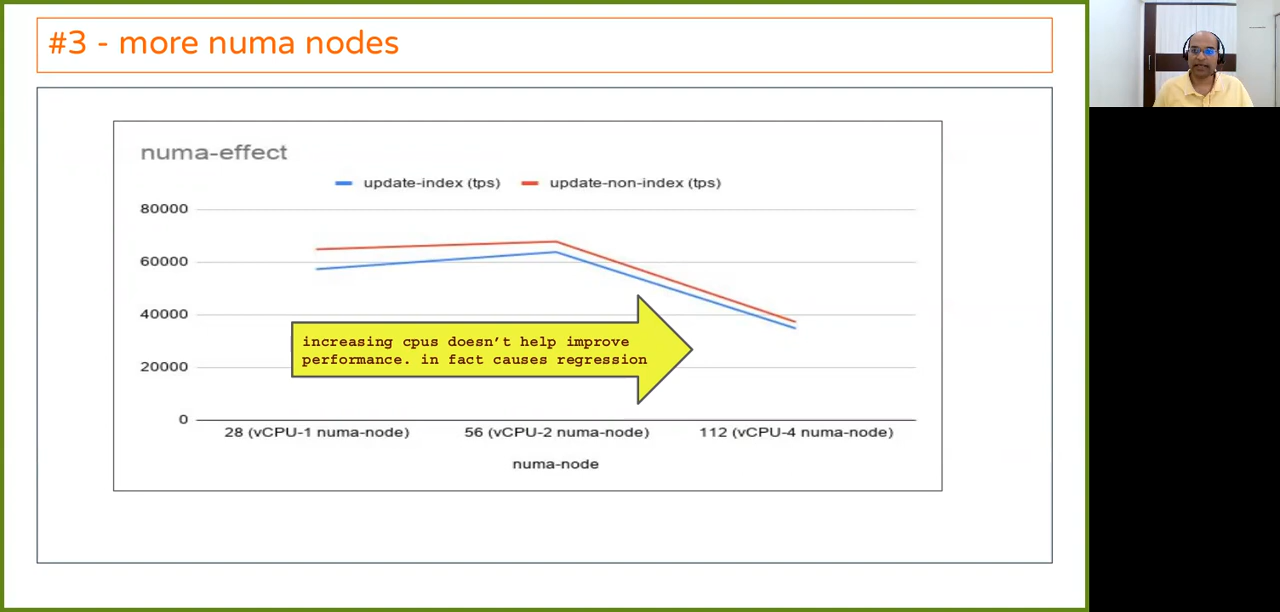 #3 - more numa nodes
numa-effect
update-index (tps)
update-non-index (tps)
80000
60000
40000
20000
0
increasing cpus doesn't help improve
performance. in fact causes regression
28 (vCPU-1 numa-node)
56 (vCPU-2 numa-node)
112 (vCPU-4 numa-node)
numa-node